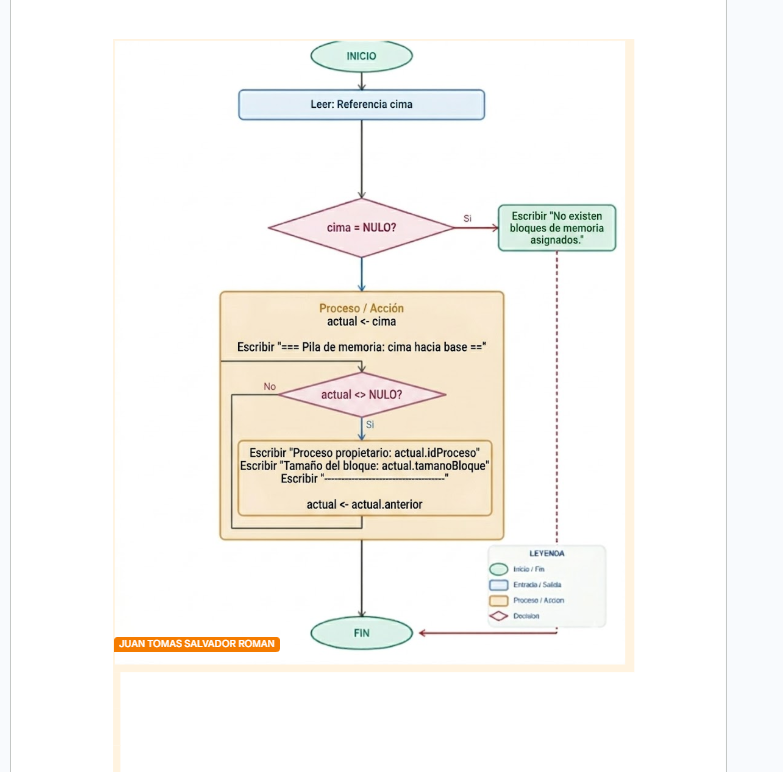 INICIO
Leer: Referencia cima
cima = NULO?
Si
Escribir "No existen
bloques de memoria
asignados."
Proceso / Acción
actual <- cima
Escribir "=== Pila de memoria: cima hacia base =="
actual <> NULO?
No
Si
Escribir "Proceso propietario: actual.idProceso"
Escribir "Tamaño del bloque: actual.tamanoBloque"
Escribir "------------------------------------"
actual <- actual.anterior
LEYENDA
Inicio / Fin
Entrada / Salida
Proceso / Accion
Decision
FIN
JUAN TOMAS SALVADOR ROMAN